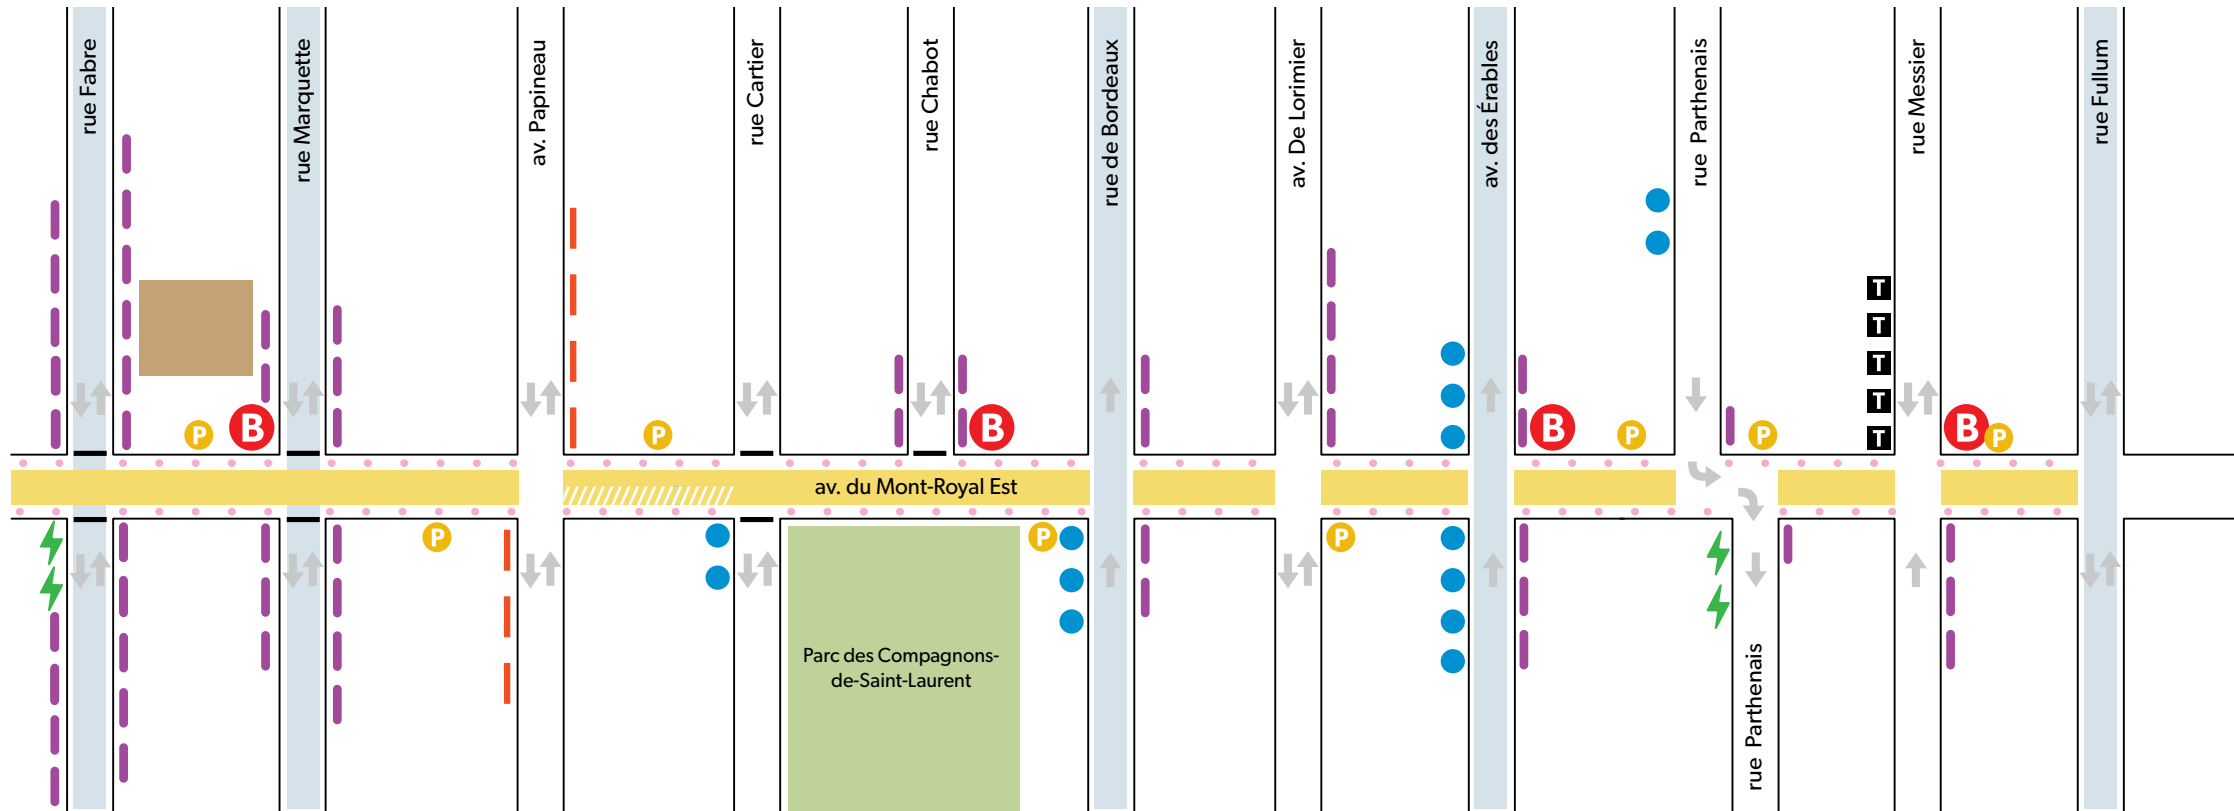 rue Fabre
rue Marquette
av. Papineau
rue Cartier
rue Chabot
rue de Bordeaux
av. De Lorimier
av. des Érables
rue Parthenais
rue Messier
rue Fullum
T
T
T
T
T
P
B
P
B
B
P
P
B
P
av. du Mont-Royal Est
P
P
P
Parc des Compagnons-
de-Saint-Laurent
rue Parthenais